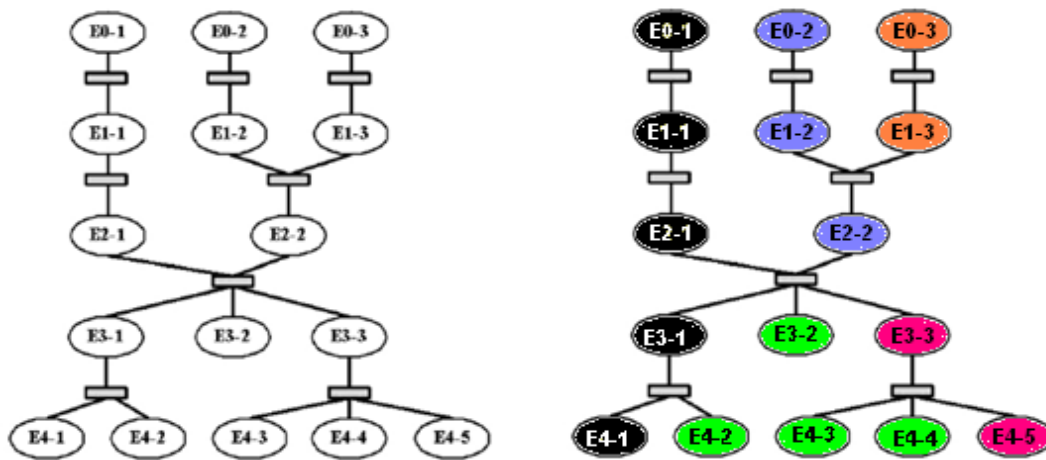 E0-1 E0-2 E0-3 E0-1 E0-2 E0-3
E1-1 E1-2 E1-3 E1-1 E1-2 E1-3
E2-1 E2-2 E2-1 E2-2
E3-1 E3-2 E3-3 E3-1 E3-2 E3-3
E4-1 E4-2 E4-3 E4-4 E4-5 E4-1 E4-2 E4-3 E4-4 E4-5